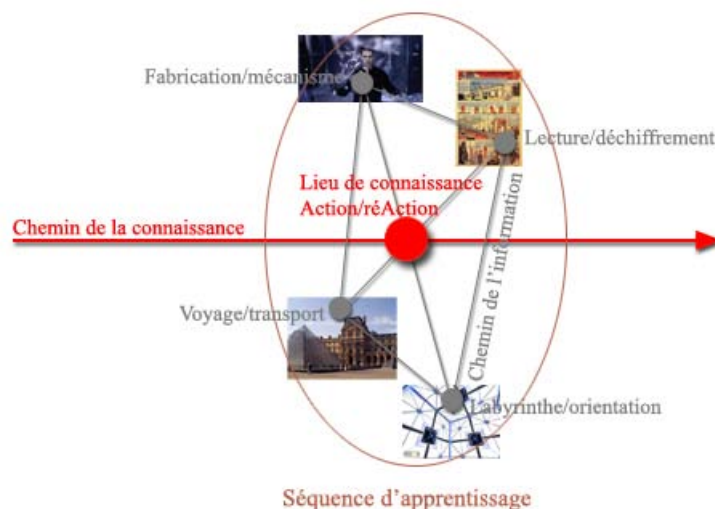 Fabrication/mécanisme
Lecture/déchiffrement
Lieu de connaissance
Action/réAction
Chemin de la connaissance
Chemin de l'information
Voyage/transport
Labyrinthe/orientation
Séquence d'apprentissage